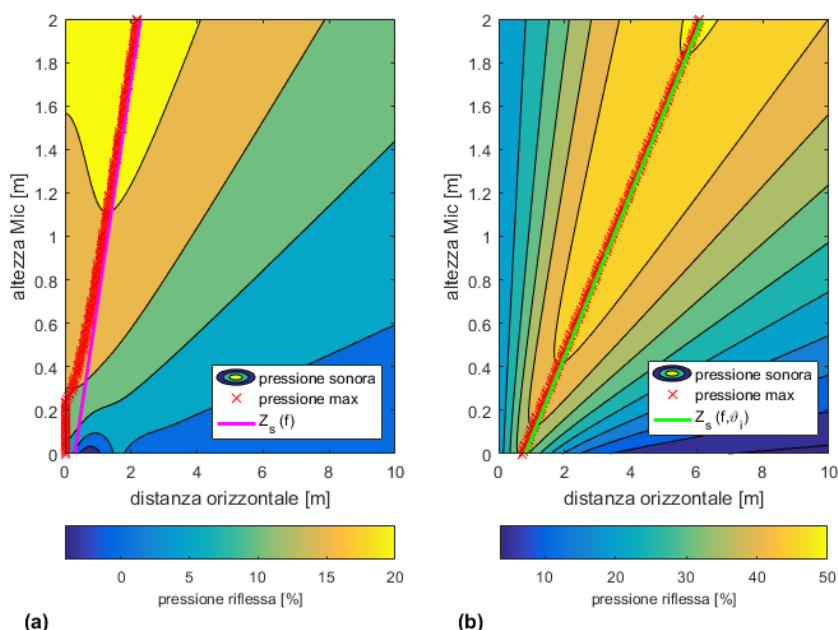 2
1.8
1.6
1.4
1.2
1
0.8
0.6
0.4
0.2
0
altezza Mic [m]
pressione sonora
pressione max
Z_s (f)
0 2 4 6 8 10
distanza orizzontale [m]
0 5 10 15 20
pressione riflessa [%]
(a)
2
1.8
1.6
1.4
1.2
1
0.8
0.6
0.4
0.2
0
altezza Mic [m]
pressione sonora
pressione max
Z_s (f,ϑ_i)
0 2 4 6 8 10
distanza orizzontale [m]
10 20 30 40 50
pressione riflessa [%]
(b)